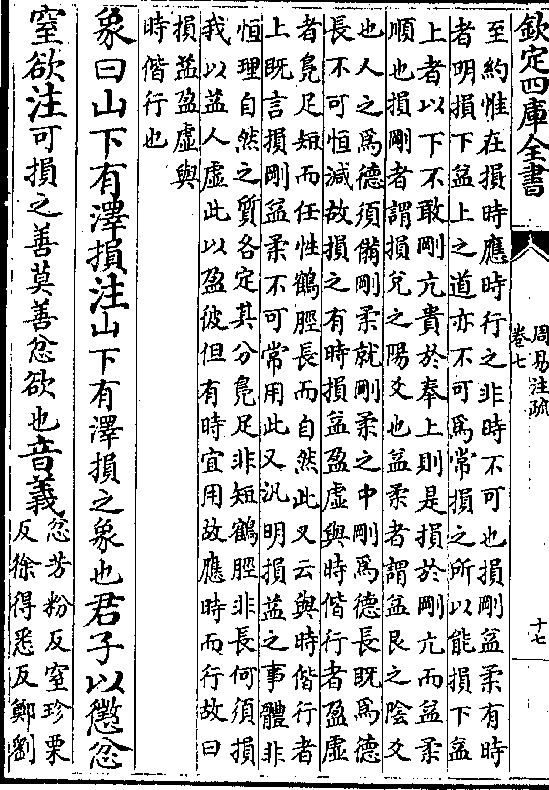 欽定四庫全書
周易注疏
卷七
十七
至約惟在損時應時行之非時不可也損剛益柔有時
者明損下益上之道亦不可為常損之所以能損下益
上者以下不敢剛亢貴於奉上則是損於剛亢而益柔
順也損剛者謂損兌之陽爻也益柔者謂益艮之陰爻
也人之為德須備剛柔就剛柔之中剛為德長既為德
長不可恒減故損之有時損益盈虛與時偕行者盈虛
者鳧足短而任性鶴脛長而自然此又云與時偕行者
上既言損剛益柔不可常用此又汎明損益之事體非
恒理自然之質各定其分鳧足非短鶴脛非長何須損
我以益人虛此以盈彼但有時宜用故應時而行故曰
損益盈虛與
時偕行也
象曰山下有澤損注山下有澤損之象也君子以懲忿
窒欲注可損之善莫善忿欲也音義忿芳粉反窒珍栗
反徐得悉反鄭劉